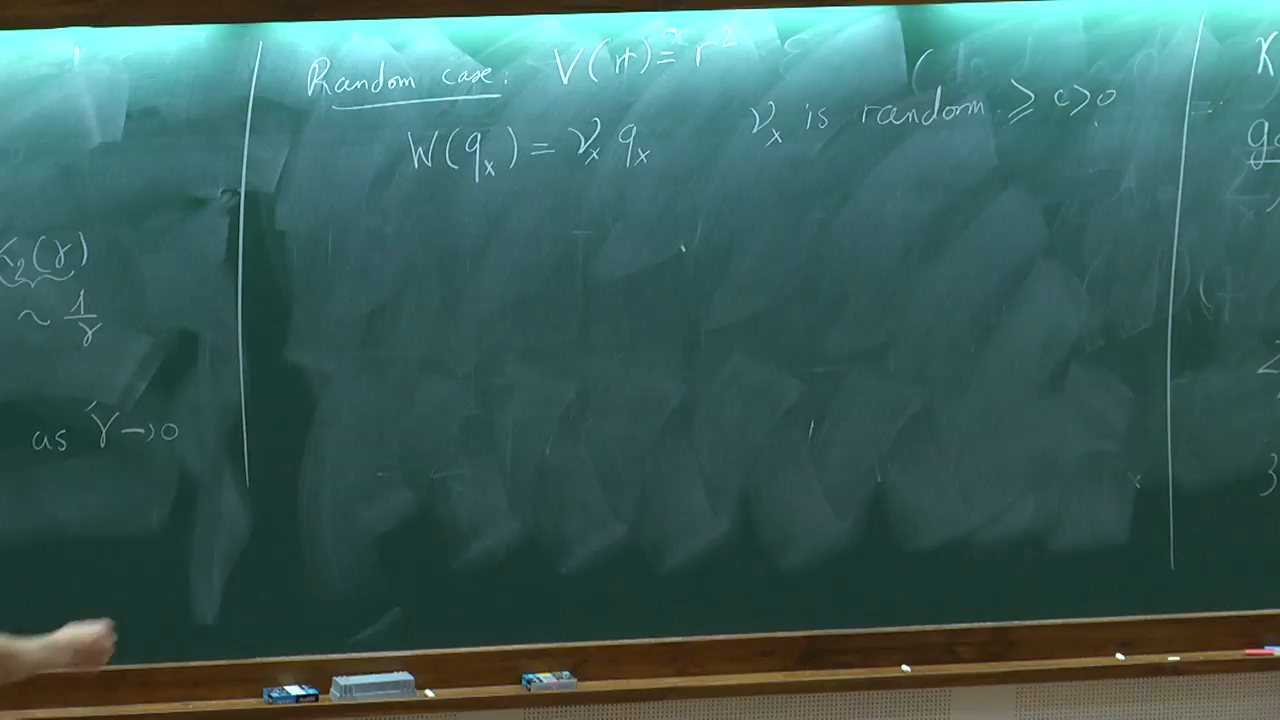 κ₂(γ)
~ 1/γ
as γ→0
Random case: V(r) = r²
W(q_x) = ν_x q_x
ν_x is random ≥ c>0